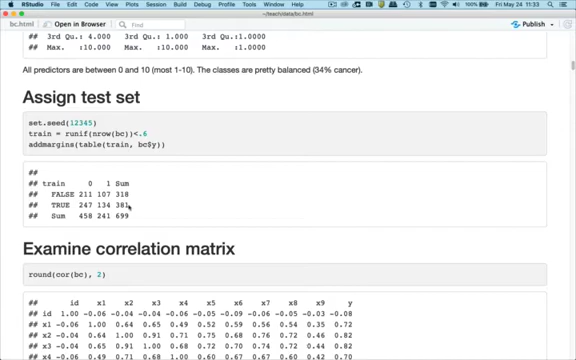 RStudio File Edit Code View Plots Session Build Debug Profile Tools Window Help 100% Fri May 24 11:33
~/teach/data/bc.html
bc.html Open in Browser Find Publish
## 3rd Qu.: 4.000 3rd Qu.: 1.000 3rd Qu.:1.0000
## Max. :10.000 Max. :10.000 Max. :1.0000
All predictors are between 0 and 10 (most 1-10). The classes are pretty balanced (34% cancer).
Assign test set
set.seed(12345)
train = runif(nrow(bc))<.6
addmargins(table(train, bc$y))
##
## train 0 1 Sum
## FALSE 211 107 318
## TRUE 247 134 381
## Sum 458 241 699
Examine correlation matrix
round(cor(bc), 2)
## id x1 x2 x3 x4 x5 x6 x7 x8 x9 y
## id 1.00 -0.06 -0.04 -0.04 -0.06 -0.05 -0.09 -0.06 -0.05 -0.03 -0.08
## x1 -0.06 1.00 0.64 0.65 0.49 0.52 0.59 0.56 0.54 0.35 0.72
## x2 -0.04 0.64 1.00 0.91 0.71 0.75 0.68 0.76 0.72 0.46 0.82
## x3 -0.04 0.65 0.91 1.00 0.68 0.72 0.70 0.74 0.72 0.44 0.82
## x4 -0.06 0.49 0.71 0.68 1.00 0.60